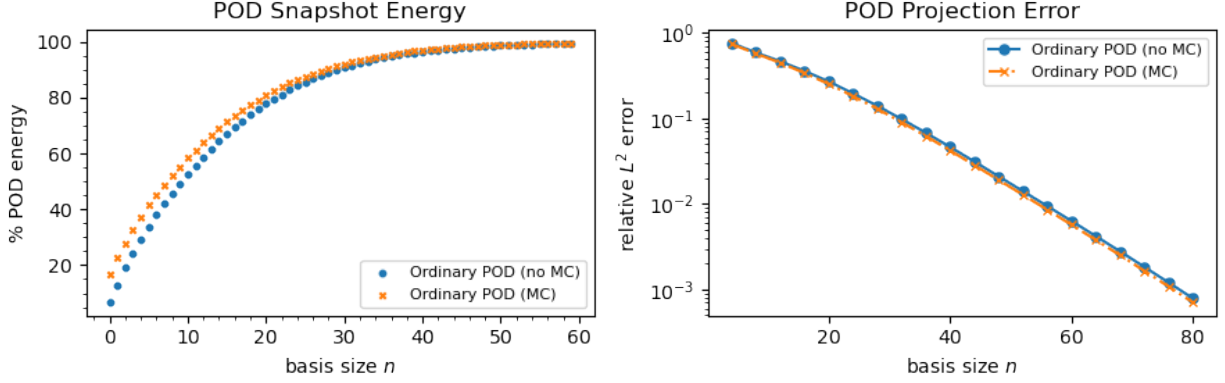 POD Snapshot Energy
% POD energy
100
80
60
40
20
0 10 20 30 40 50 60
basis size n
Ordinary POD (no MC)
Ordinary POD (MC)
POD Projection Error
relative L² error
10⁰
10⁻¹
10⁻²
10⁻³
20 40 60 80
basis size n
Ordinary POD (no MC)
Ordinary POD (MC)